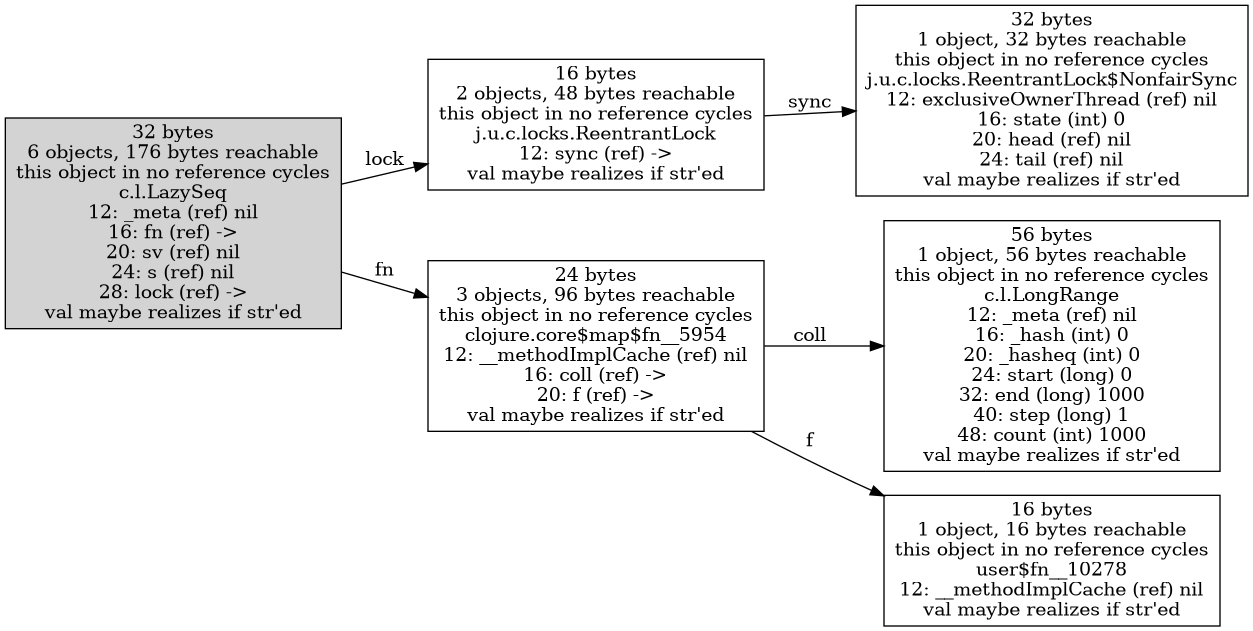 32 bytes
6 objects, 176 bytes reachable
this object in no reference cycles
c.l.LazySeq
12: _meta (ref) nil
16: fn (ref) ->
20: sv (ref) nil
24: s (ref) nil
28: lock (ref) ->
val maybe realizes if str'ed
lock
fn
16 bytes
2 objects, 48 bytes reachable
this object in no reference cycles
j.u.c.locks.ReentrantLock
12: sync (ref) ->
val maybe realizes if str'ed
sync
24 bytes
3 objects, 96 bytes reachable
this object in no reference cycles
clojure.core$map$fn__5954
12: __methodImplCache (ref) nil
16: coll (ref) ->
20: f (ref) ->
val maybe realizes if str'ed
coll
f
32 bytes
1 object, 32 bytes reachable
this object in no reference cycles
j.u.c.locks.ReentrantLock$NonfairSync
12: exclusiveOwnerThread (ref) nil
16: state (int) 0
20: head (ref) nil
24: tail (ref) nil
val maybe realizes if str'ed
56 bytes
1 object, 56 bytes reachable
this object in no reference cycles
c.l.LongRange
12: _meta (ref) nil
16: _hash (int) 0
20: _hasheq (int) 0
24: start (long) 0
32: end (long) 1000
40: step (long) 1
48: count (int) 1000
val maybe realizes if str'ed
16 bytes
1 object, 16 bytes reachable
this object in no reference cycles
user$fn__10278
12: __methodImplCache (ref) nil
val maybe realizes if str'ed